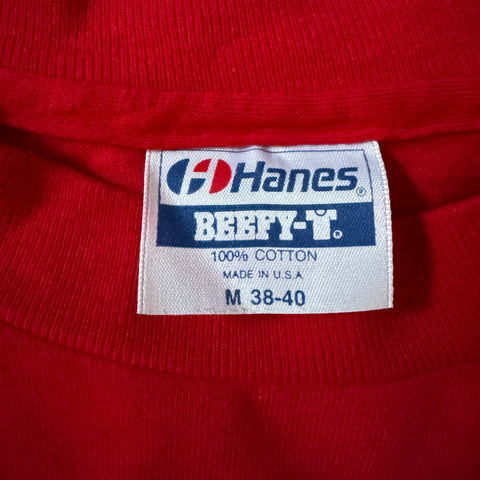 Hanes®
BEEFY-T®
100% COTTON
MADE IN U.S.A.
M 38-40